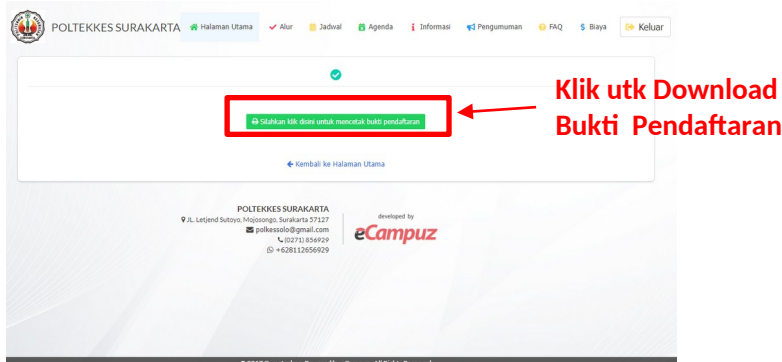 POLTEKKES SURAKARTA Halaman Utama Alur Jadwal Agenda Informasi Pengumuman FAQ Biaya Keluar
Silahkan klik disini untuk mencetak bukti pendaftaran
Klik utk Download
Bukti Pendaftaran
Kembali ke Halaman Utama
POLTEKKES SURAKARTA
JL. Letjend Sutoyo, Mojosongo, Surakarta 57127
polkessolo@gmail.com
(0271) 856929
+628112656929
developed by
eCampuz